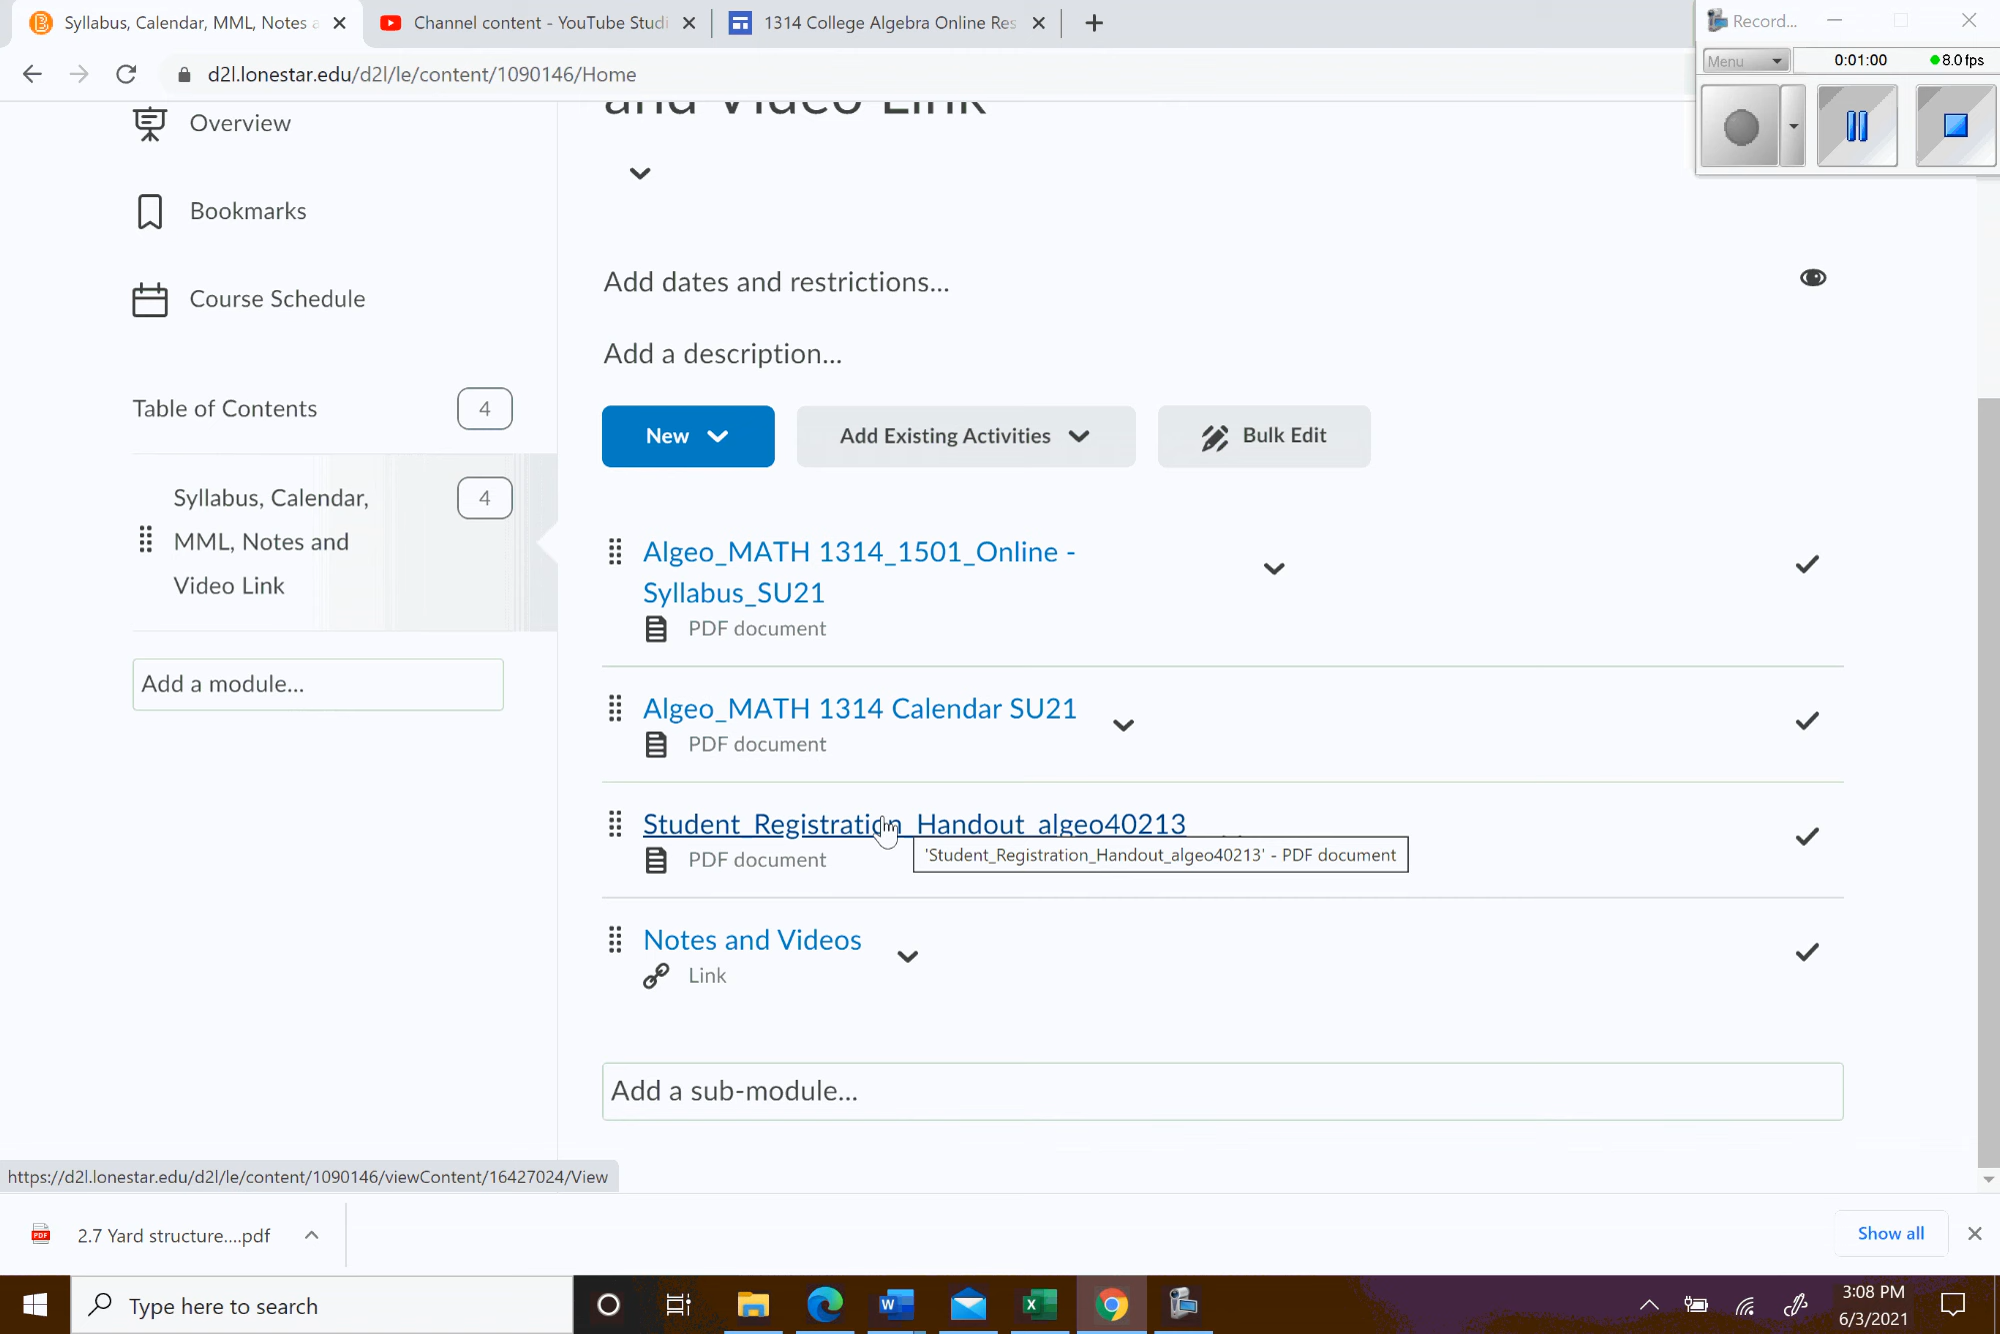 Syllabus, Calendar, MML, Notes a
Channel content - YouTube Studi
1314 College Algebra Online Res
Record...
d2l.lonestar.edu/d2l/le/content/1090146/Home
Menu
0:01:00
8.0 fps
and Video Link
Overview
Bookmarks
Course Schedule
Table of Contents
4
Syllabus, Calendar,
MML, Notes and
Video Link
4
Add a module...
Add dates and restrictions...
Add a description...
New
Add Existing Activities
Bulk Edit
Algeo_MATH 1314_1501_Online -
Syllabus_SU21
PDF document
Algeo_MATH 1314 Calendar SU21
PDF document
Student_Registration_Handout_algeo40213
PDF document
'Student_Registration_Handout_algeo40213' - PDF document
Notes and Videos
Link
Add a sub-module...
https://d2l.lonestar.edu/d2l/le/content/1090146/viewContent/16427024/View
PDF
2.7 Yard structure....pdf
Show all
Type here to search
W
X
3:08 PM
6/3/2021